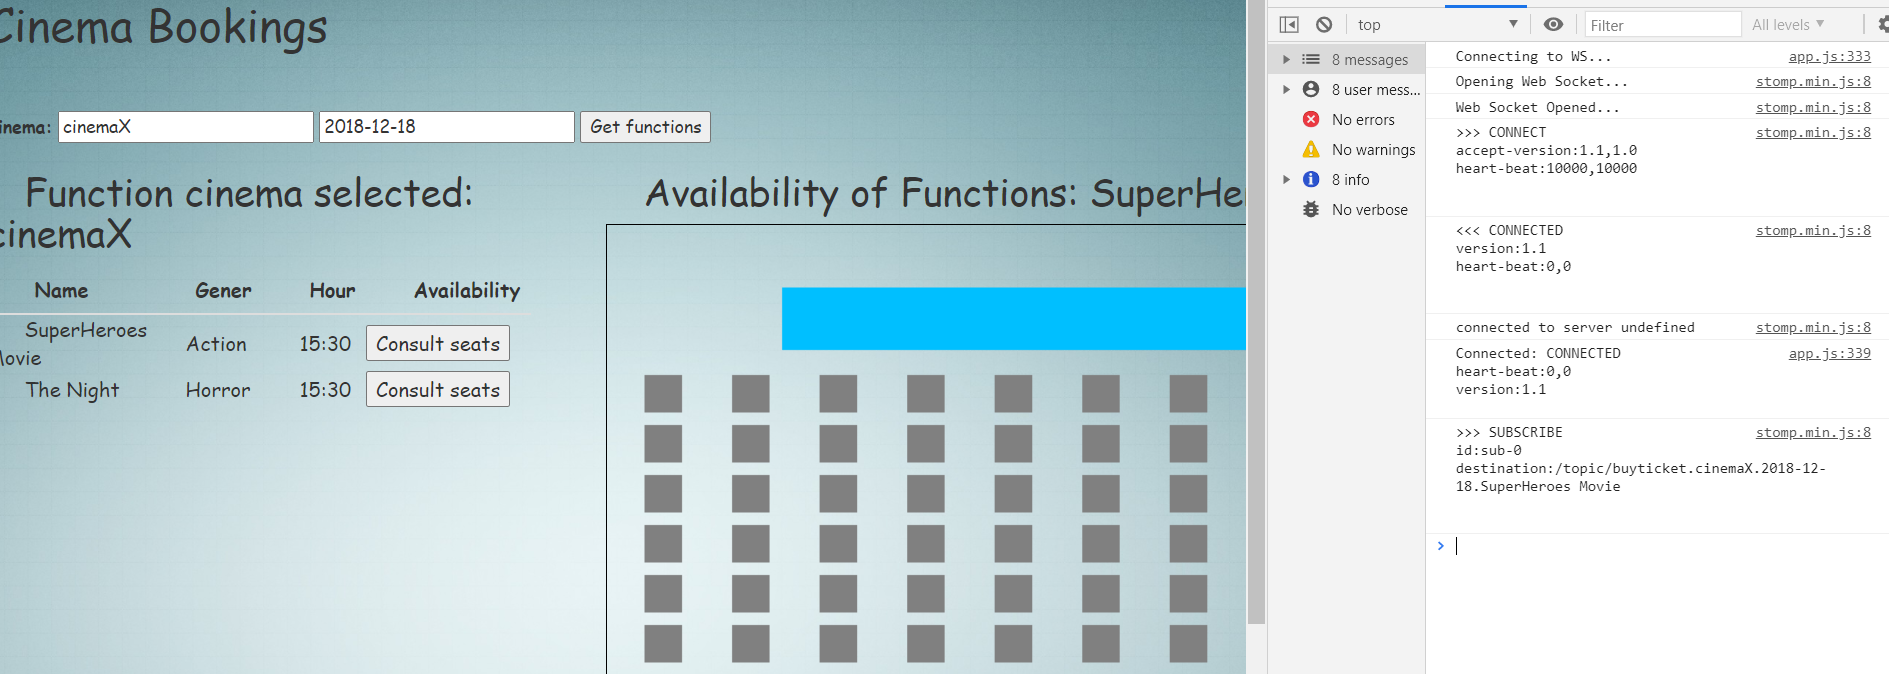 Cinema Bookings
inema:
cinemaX
2018-12-18
Get functions
Function cinema selected:
cinemaX
Name Gener Hour Availability
SuperHeroes
Movie
Action 15:30 Consult seats
The Night Horror 15:30 Consult seats
Availability of Functions: SuperHe
top
Filter
All levels
8 messages
8 user mess...
No errors
No warnings
8 info
No verbose
Connecting to WS... app.js:333
Opening Web Socket... stomp.min.js:8
Web Socket Opened... stomp.min.js:8
>>> CONNECT stomp.min.js:8
accept-version:1.1,1.0
heart-beat:10000,10000
<<< CONNECTED stomp.min.js:8
version:1.1
heart-beat:0,0
connected to server undefined stomp.min.js:8
Connected: CONNECTED app.js:339
heart-beat:0,0
version:1.1
>>> SUBSCRIBE stomp.min.js:8
id:sub-0
destination:/topic/buyticket.cinemaX.2018-12-
18.SuperHeroes Movie